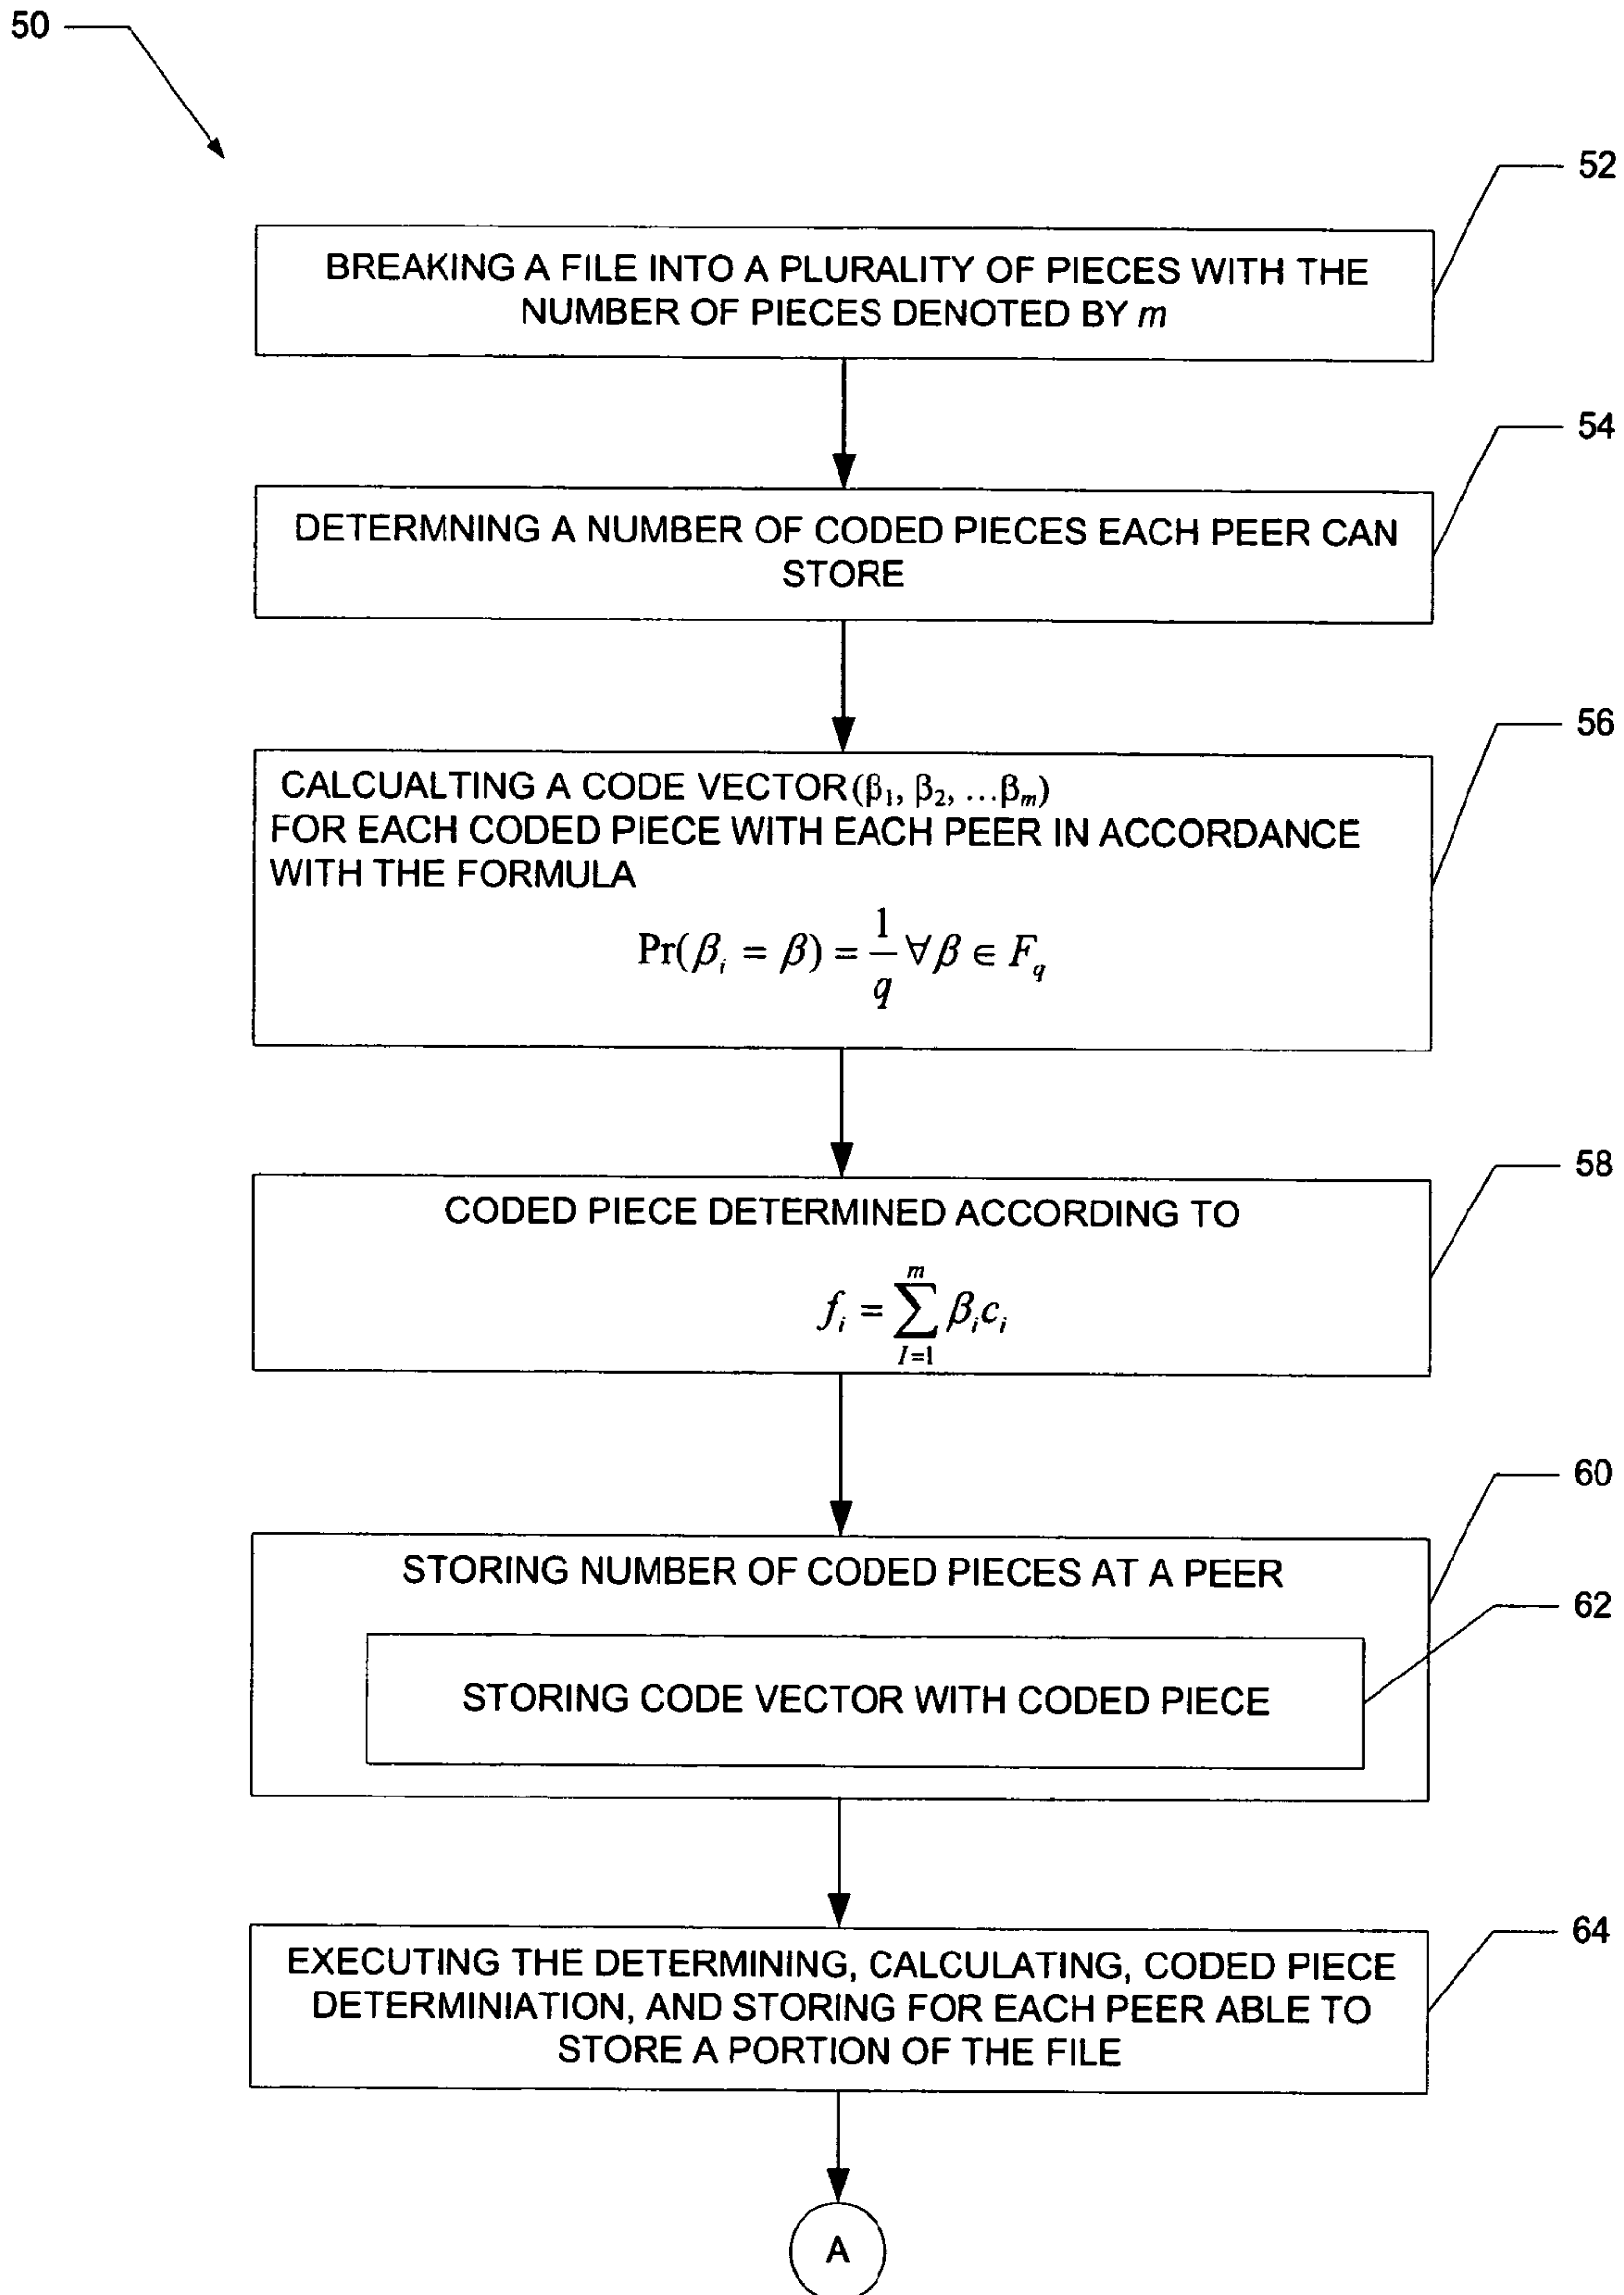 50
52
BREAKING A FILE INTO A PLURALITY OF PIECES WITH THE
NUMBER OF PIECES DENOTED BY m
54
DETERMNING A NUMBER OF CODED PIECES EACH PEER CAN
STORE
56
CALCUALTING A CODE VECTOR (β₁, β₂, …βₘ)
FOR EACH CODED PIECE WITH EACH PEER IN ACCORDANCE
WITH THE FORMULA
Pr(βᵢ = β) = 1/q ∀ β ∈ F_q
58
CODED PIECE DETERMINED ACCORDING TO
fᵢ = ∑_{I=1}^{m} βᵢcᵢ
60
STORING NUMBER OF CODED PIECES AT A PEER
62
STORING CODE VECTOR WITH CODED PIECE
64
EXECUTING THE DETERMINING, CALCULATING, CODED PIECE
DETERMINIATION, AND STORING FOR EACH PEER ABLE TO
STORE A PORTION OF THE FILE
A